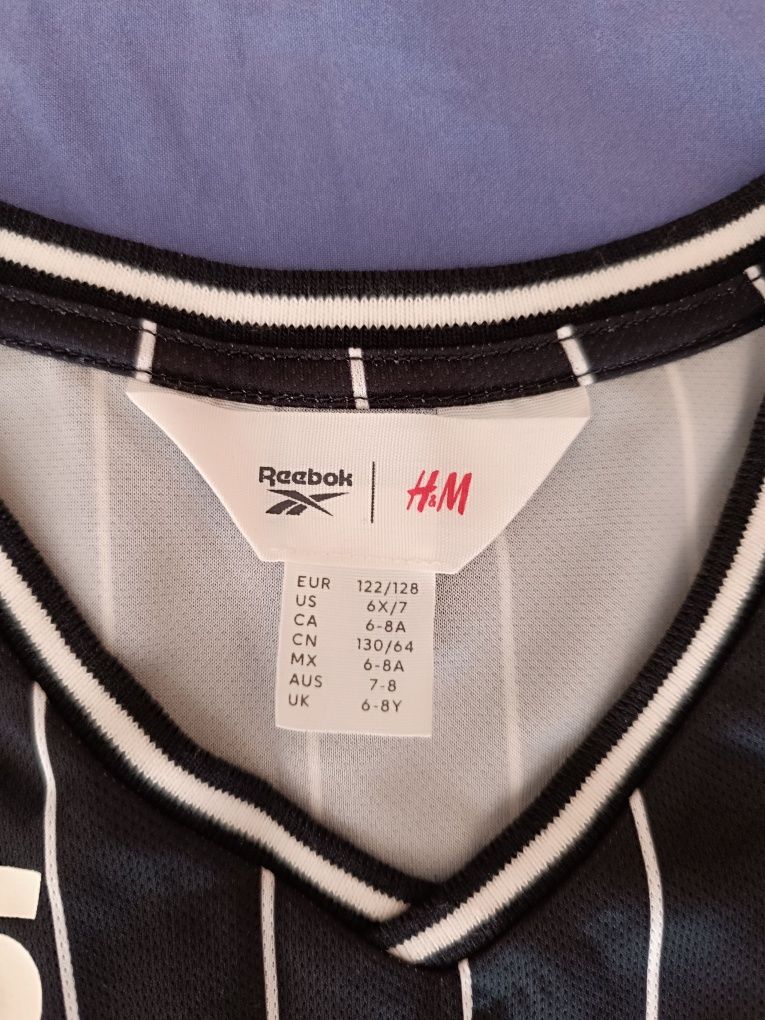 Reebok | H&M
EUR 122/128
US 6X/7
CA 6-8A
CN 130/64
MX 6-8A
AUS 7-8
UK 6-8Y